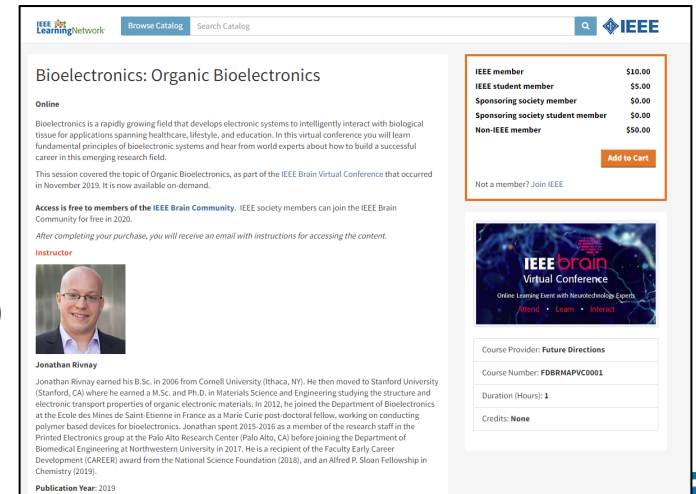 IEEE
LearningNetwork
Browse Catalog
Search Catalog
IEEE
Bioelectronics: Organic Bioelectronics
Online
Bioelectronics is a rapidly growing field that develops electronic systems to intelligently interact with biological
tissue for applications spanning healthcare, lifestyle, and education. In this virtual conference you will learn
fundamental principles of bioelectronic systems and hear from world experts about how to build a successful
career in this emerging research field.
This session covered the topic of Organic Bioelectronics, as part of the IEEE Brain Virtual Conference that occurred
in November 2019. It is now available on-demand.
Access is free to members of the IEEE Brain Community. IEEE society members can join the IEEE Brain
Community for free in 2020.
After completing your purchase, you will receive an email with instructions for accessing the content.
Instructor
Jonathan Rivnay
Jonathan Rivnay earned his B.Sc. in 2006 from Cornell University (Ithaca, NY). He then moved to Stanford University
(Stanford, CA) where he earned a M.Sc. and Ph.D. in Materials Science and Engineering studying the structure and
electronic transport properties of organic electronic materials. In 2012, he joined the Department of Bioelectronics
at the Ecole des Mines de Saint-Etienne in France as a Marie Curie post-doctoral fellow, working on conducting
polymer based devices for bioelectronics. Jonathan spent 2015-2016 as a member of the research staff in the
Printed Electronics group at the Palo Alto Research Center (Palo Alto, CA) before joining the Department of
Biomedical Engineering at Northwestern University in 2017. He is a recipient of the Faculty Early Career
Development (CAREER) award from the National Science Foundation (2018), and an Alfred P. Sloan Fellowship in
Chemistry (2019).
Publication Year: 2019
IEEE member $10.00
IEEE student member $5.00
Sponsoring society member $0.00
Sponsoring society student member $0.00
Non-IEEE member $50.00
Add to Cart
Not a member? Join IEEE
IEEE brain
Virtual Conference
Online Learning Event with Neurotechnology Experts
Attend • Learn • Interact
Course Provider: Future Directions
Course Number: FDBRMAPVC0001
Duration (Hours): 1
Credits: None